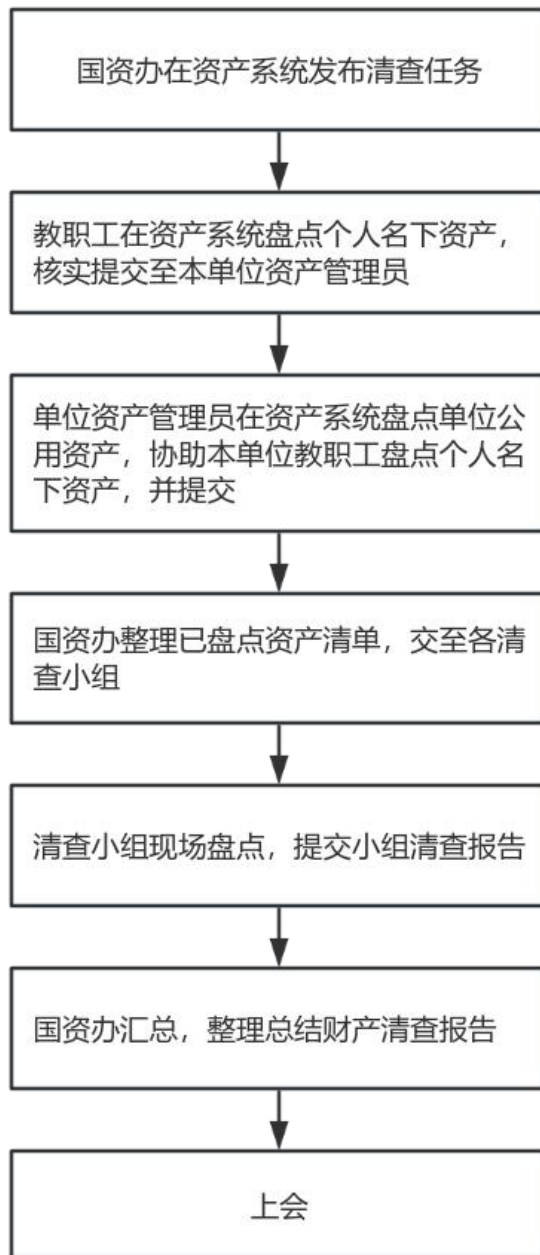 国资办在资产系统发布清查任务
教职工在资产系统盘点个人名下资产，
核实提交至本单位资产管理员
单位资产管理员在资产系统盘点单位公
用资产，协助本单位教职工盘点个人名
下资产，并提交
国资办整理已盘点资产清单，交至各清
查小组
清查小组现场盘点，提交小组清查报告
国资办汇总，整理总结财产清查报告
上会